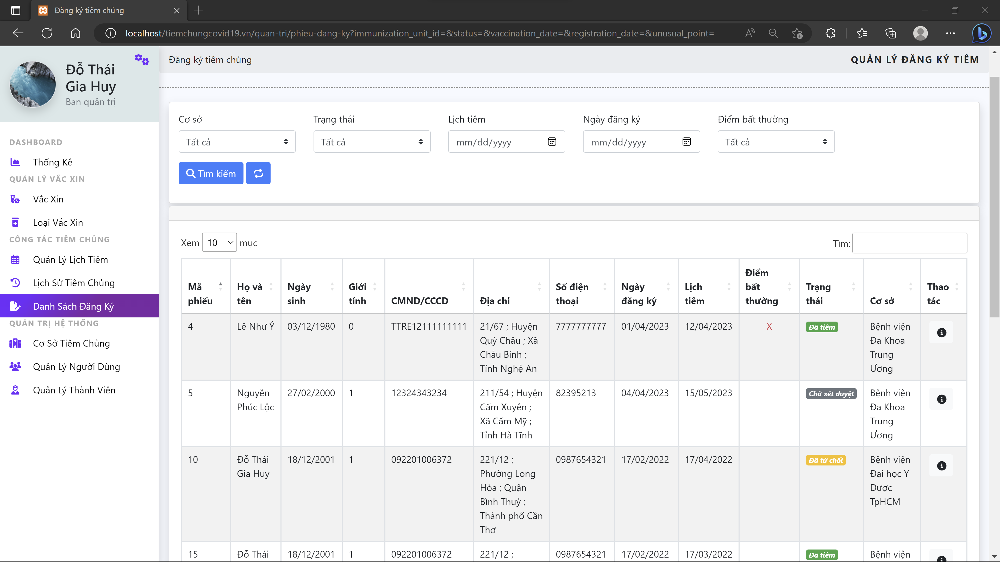 Đăng ký tiêm chủng
localhost/tiemchungcovid19.vn/quan-tri/phieu-dang-ky?immunization_unit_id=&status=&vaccination_date=&registration_date=&unusual_point=
Đỗ Thái
Gia Huy
Ban quản trị
DASHBOARD
Thống Kê
QUẢN LÝ VẮC XIN
Vắc Xin
Loại Vắc Xin
CÔNG TÁC TIÊM CHỦNG
Quản Lý Lịch Tiêm
Lịch Sử Tiêm Chủng
Danh Sách Đăng Ký
QUẢN TRỊ HỆ THỐNG
Cơ Sở Tiêm Chủng
Quản Lý Người Dùng
Quản Lý Thành Viên
Đăng ký tiêm chủng
QUẢN LÝ ĐĂNG KÝ TIÊM
Cơ sở Trạng thái Lịch tiêm Ngày đăng ký Điểm bất thường
Tất cả Tất cả mm/dd/yyyy mm/dd/yyyy Tất cả
Tìm kiếm
Xem 10 mục
Tìm:
Mã phiếu Họ và tên Ngày sinh Giới tính CMND/CCCD Địa chỉ Số điện thoại Ngày đăng ký Lịch tiêm Điểm bất thường Trạng thái Cơ sở Thao tác
4 Lê Như Ý 03/12/1980 0 TTRE12111111111 21/67 ; Huyện Quỳ Châu ; Xã Châu Bính ; Tỉnh Nghệ An 7777777777 01/04/2023 12/04/2023 X Đã tiêm Bệnh viện Đa Khoa Trung Ương
5 Nguyễn Phúc Lộc 27/02/2000 1 12324343234 211/54 ; Huyện Cẩm Xuyên ; Xã Cẩm Mỹ ; Tỉnh Hà Tĩnh 82395213 04/04/2023 15/05/2023 Chờ xét duyệt Bệnh viện Đa Khoa Trung Ương
10 Đỗ Thái Gia Huy 18/12/2001 1 092201006372 221/12 ; Phường Long Hòa ; Quận Bình Thuỷ ; Thành phố Cần Thơ 0987654321 17/02/2022 17/04/2022 Đã từ chối Bệnh viện Đại học Y Dược TpHCM
15 Đỗ Thái 18/12/2001 1 092201006372 221/12 ; 0987654321 17/02/2022 17/03/2022 Đã tiêm Bệnh viện